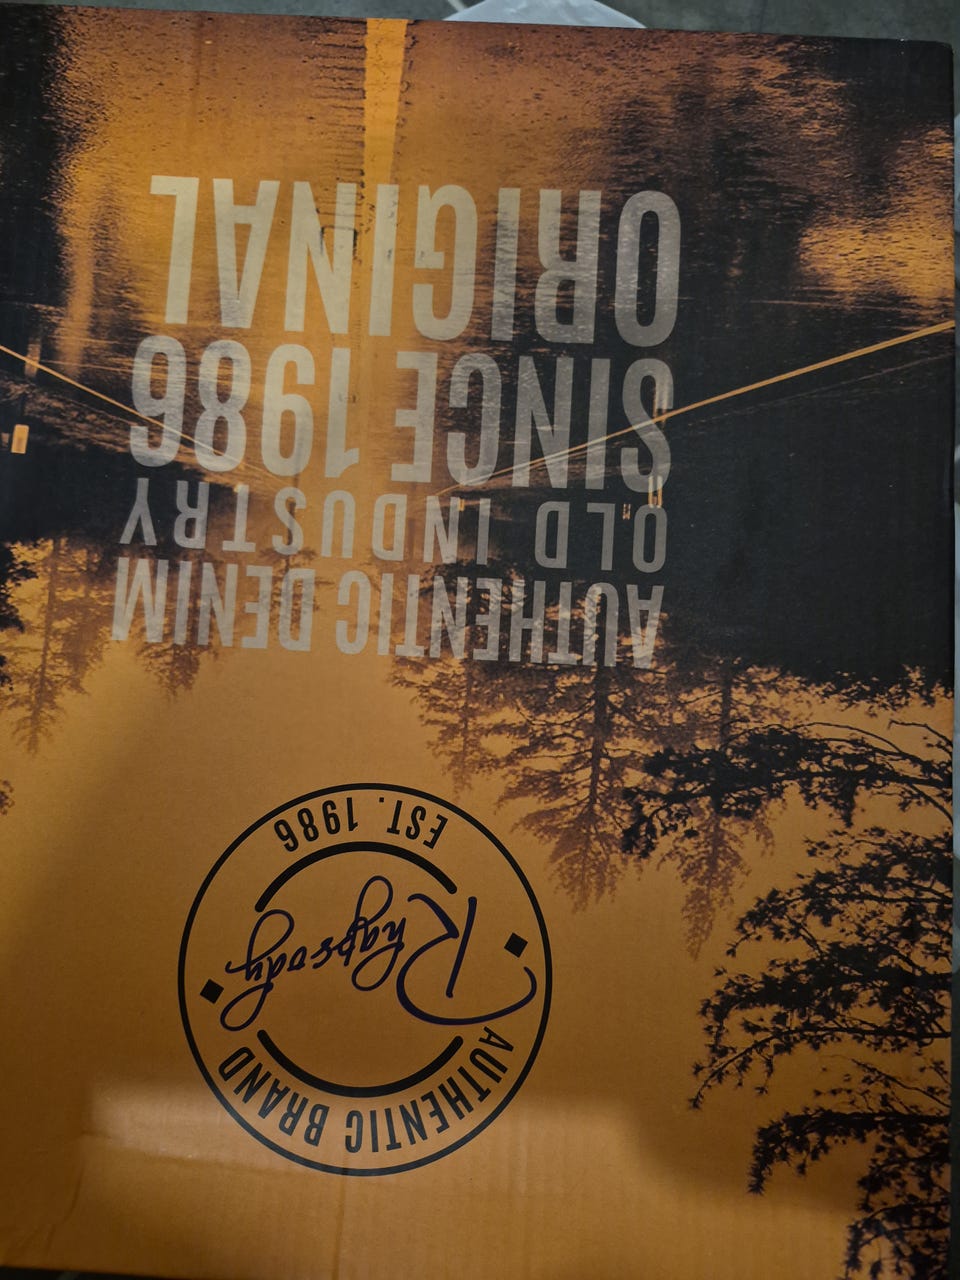 AUTHENTIC BRAND
Rhapsody
EST. 1986
AUTHENTIC DENIM
OLD INDUSTRY
SINCE 1986
ORIGINAL